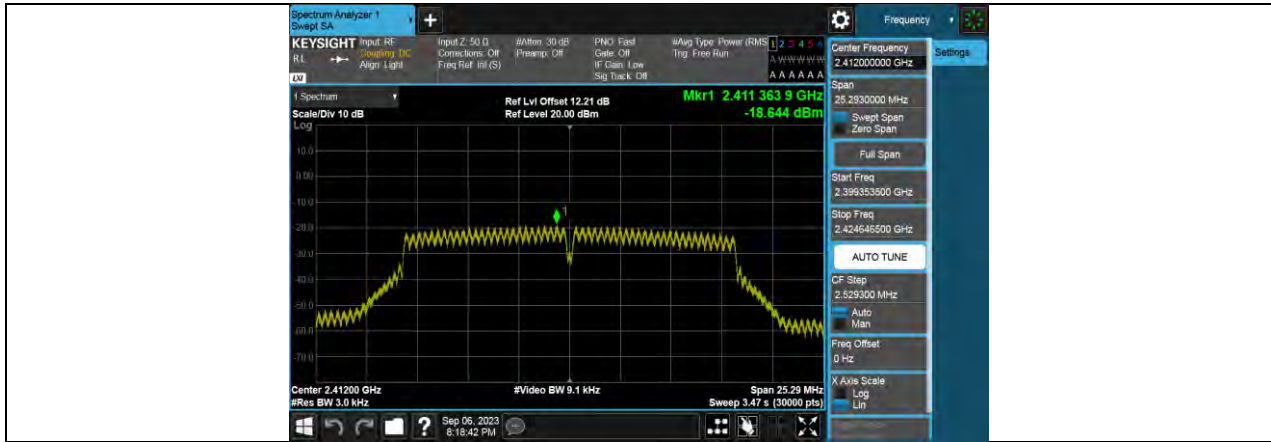 Spectrum Analyzer 1
Swept SA
+
Frequency
KEYSIGHT
Input: RF
Input Z: 50 Ω
#Atten: 30 dB
PNO: Fast
#Avg Type: Power (RMS
1 2 3 4 5 6
R L
Coupling: DC
Corrections: Off
Preamp: Off
Gate: Off
Trig: Free Run
A W W W W W
Align: Light
Freq Ref: Int (S)
IF Gain: Low
Sig Track: Off
A A A A A A
LXI
1 Spectrum
Scale/Div 10 dB
Ref Lvl Offset 12.21 dB
Ref Level 20.00 dBm
Mkr1 2.411 363 9 GHz
-18.644 dBm
Log
10.0
0.00
-10.0
-20.0
-30.0
-40.0
-50.0
-60.0
-70.0
1
Center 2.41200 GHz
#Video BW 9.1 kHz
Span 25.29 MHz
#Res BW 3.0 kHz
Sweep 3.47 s (30000 pts)
?
Sep 06, 2023
8:18:42 PM
Center Frequency
2.412000000 GHz
Settings
Span
25.2930000 MHz
Swept Span
Zero Span
Full Span
Start Freq
2.399353500 GHz
Stop Freq
2.424646500 GHz
AUTO TUNE
CF Step
2.529300 MHz
Auto
Man
Freq Offset
0 Hz
X Axis Scale
Log
Lin